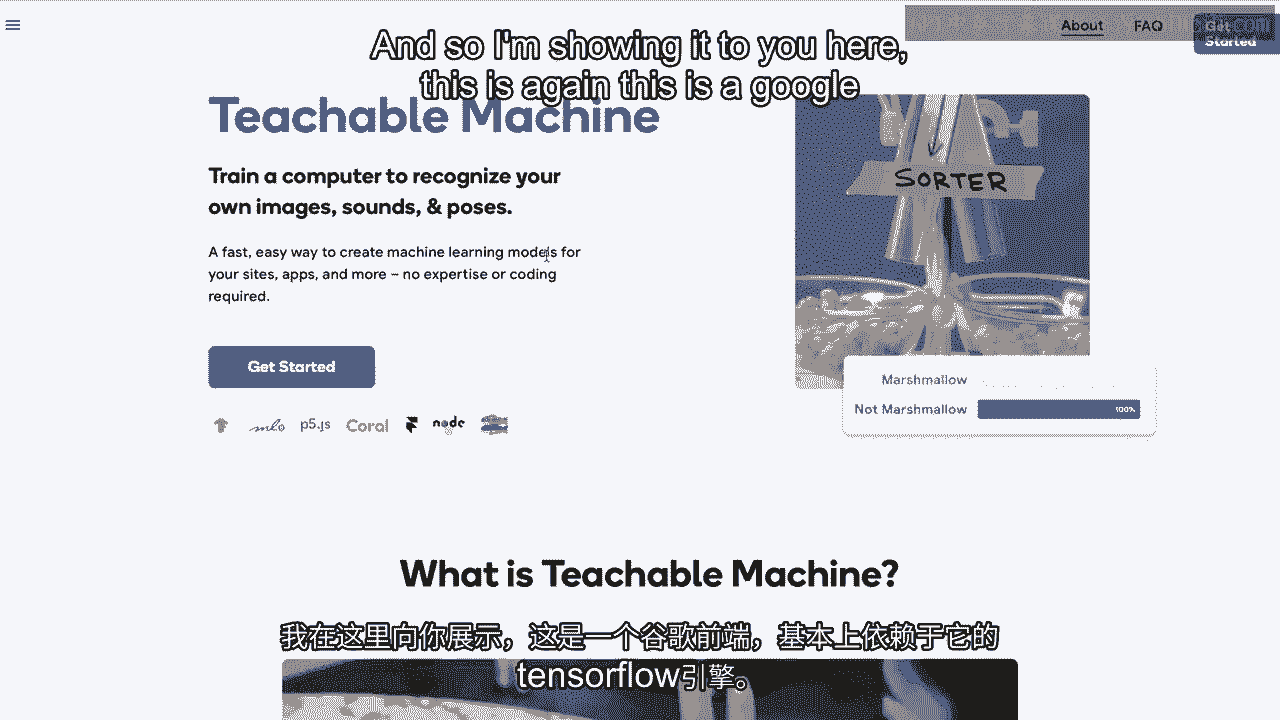 And so I'm showing it to you here,
this is again this is a google
About FAQ Get Started
Teachable Machine
Train a computer to recognize your
own images, sounds, & poses.
A fast, easy way to create machine learning models for
your sites, apps, and more – no expertise or coding
required.
Get Started
ml5 p5.js Coral node
SORTER
Marshmallow
Not Marshmallow 100%
What is Teachable Machine?
我在这里向你展示，这是一个谷歌前端，基本上依赖于它的
tensorflow引擎。